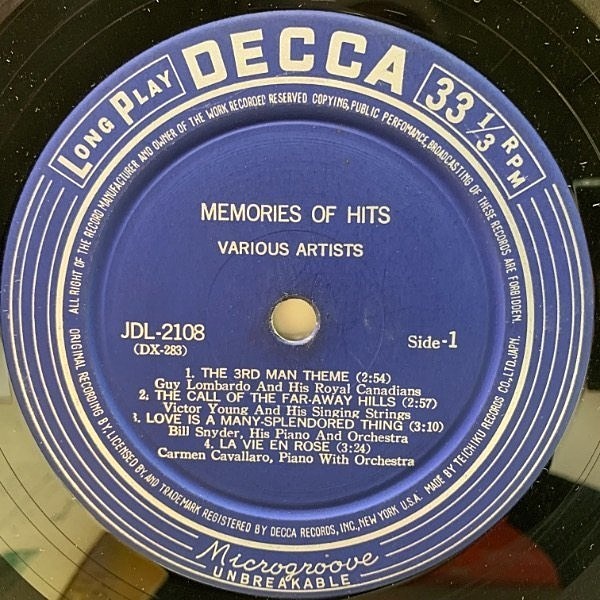 LONG PLAY DECCA 33 1/3 RPM
ALL RIGHT OF THE RECORD MANUFACTURER AND OWNER OF THE WORK RECORDED RESERVED COPYING, PUBLIC PERFOMANCE, BROADCASTING OF THESE RECORDS ARE FORBIDDEN.
MEMORIES OF HITS
VARIOUS ARTISTS
JDL-2108
(DX-283)
Side-1
1. THE 3RD MAN THEME (2:54)
Guy Lombardo And His Royal Canadians
2. THE CALL OF THE FAR-AWAY HILLS (2:57)
Victor Young And His Singing Strings
3. LOVE IS A MANY-SPLENDORED THING (3:10)
Bill Snyder, His Piano And Orchestra
4. LA VIE EN ROSE (3:24)
Carmen Cavallaro, Piano With Orchestra
ORIGINAL RECORDING BY, LICENSED BY, AND TRADEMARK REGISTERED BY DECCA RECORDS, INC., NEW YORK U.S.A. MADE BY TEICHIKU RECORDS CO., LTD. JAPAN.
Microgroove
UNBREAKABLE